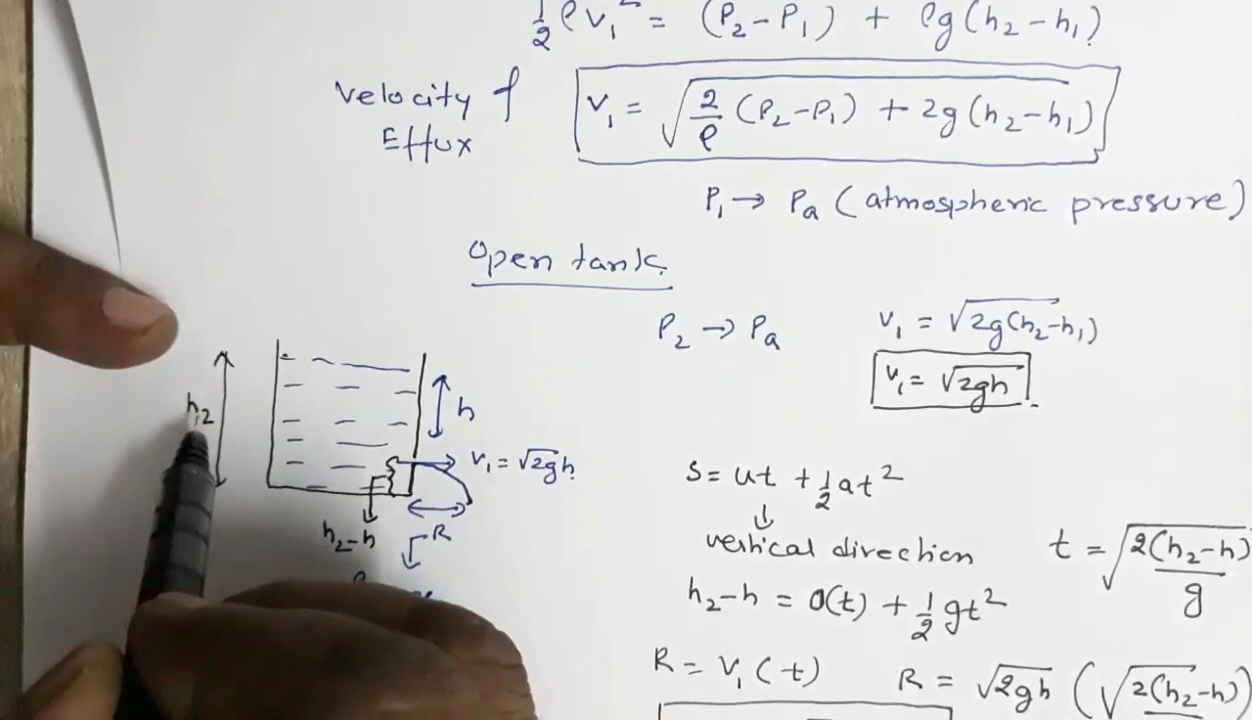 ½ρv₁² = (P₂-P₁) + ρg(h₂-h₁)
Velocity of Efflux
v₁ = √(2/ρ (P₂-P₁) + 2g(h₂-h₁))
P₁→ Pa (atmospheric pressure)
Open tank
P₂ → Pa
v₁ = √2g(h₂-h₁)
v₁ = √2gh
h₂
h
v₁ = √2gh
h₂-h
R
S = ut + ½at²
vertical direction
h₂-h = 0(t) + ½gt²
t = √(2(h₂-h)/g)
R = v₁(t)
R = √2gh (√2(h₂-h)